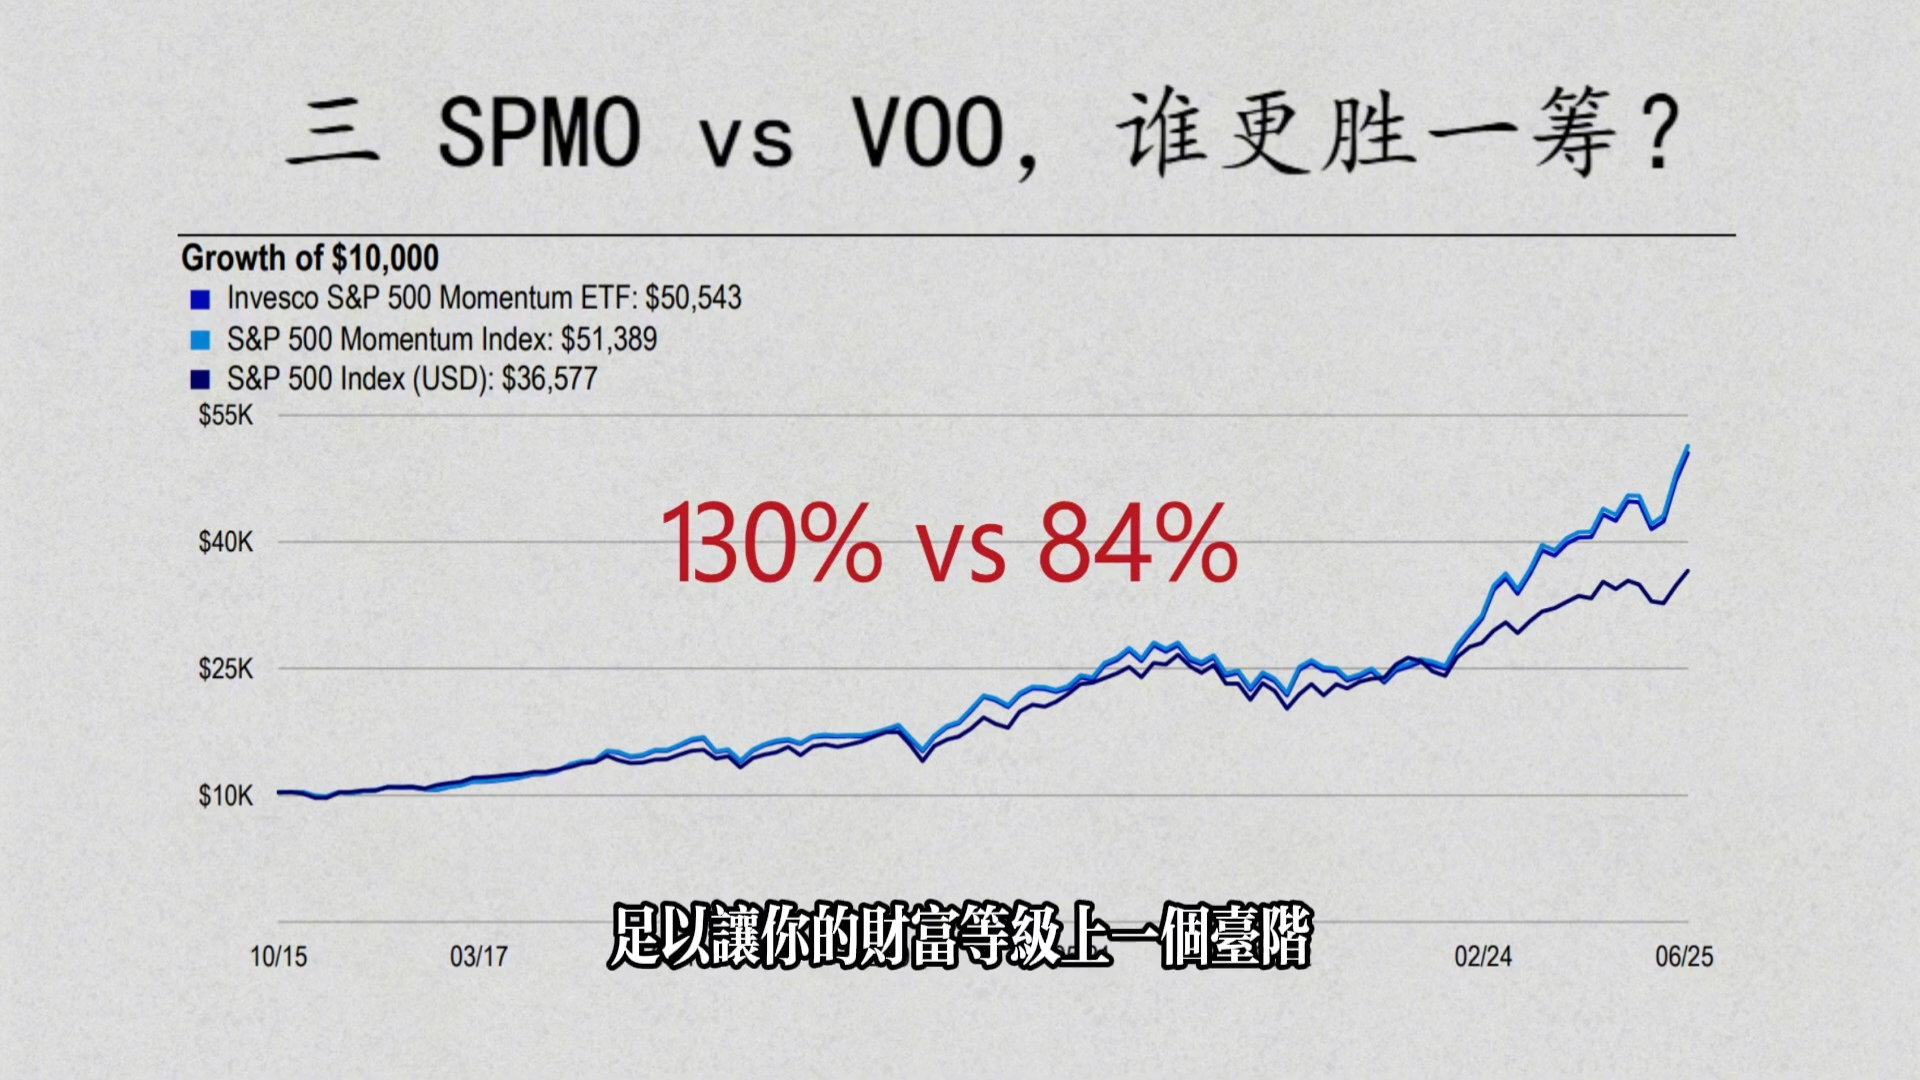 三 SPMO vs VOO，谁更胜一筹？
Growth of $10,000
Invesco S&P 500 Momentum ETF: $50,543
S&P 500 Momentum Index: $51,389
S&P 500 Index (USD): $36,577
$55K
130% vs 84%
$40K
$25K
$10K
足以讓你的財富等級上一個臺階
10/15 03/17 02/24 06/25